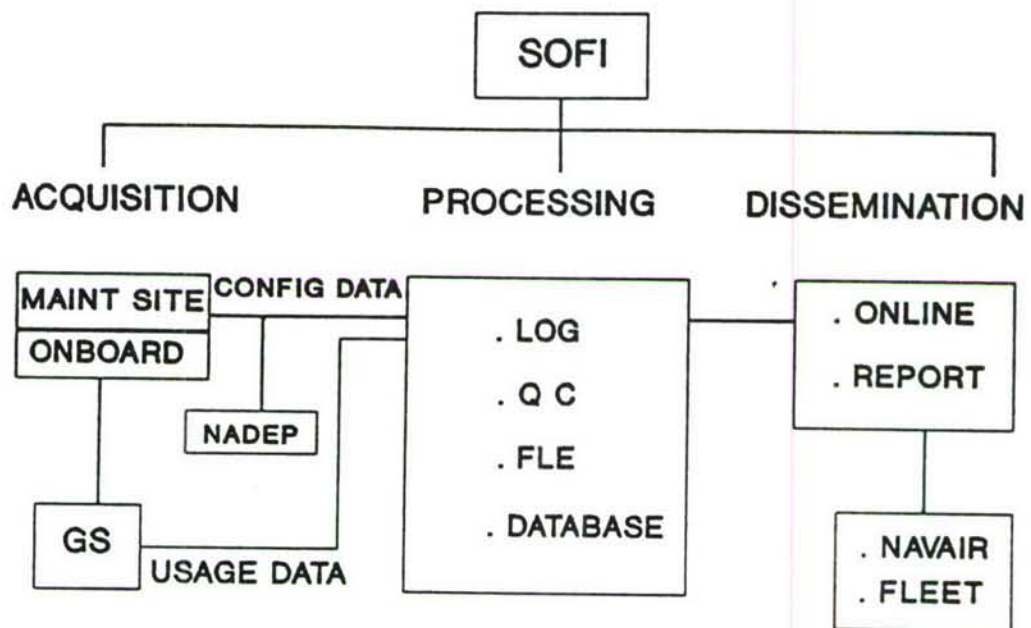 SOFI
ACQUISITION
PROCESSING
DISSEMINATION
MAINT SITE
ONBOARD
CONFIG DATA
NADEP
GS
USAGE DATA
. LOG
. Q C
. FLE
. DATABASE
. ONLINE
. REPORT
. NAVAIR
. FLEET